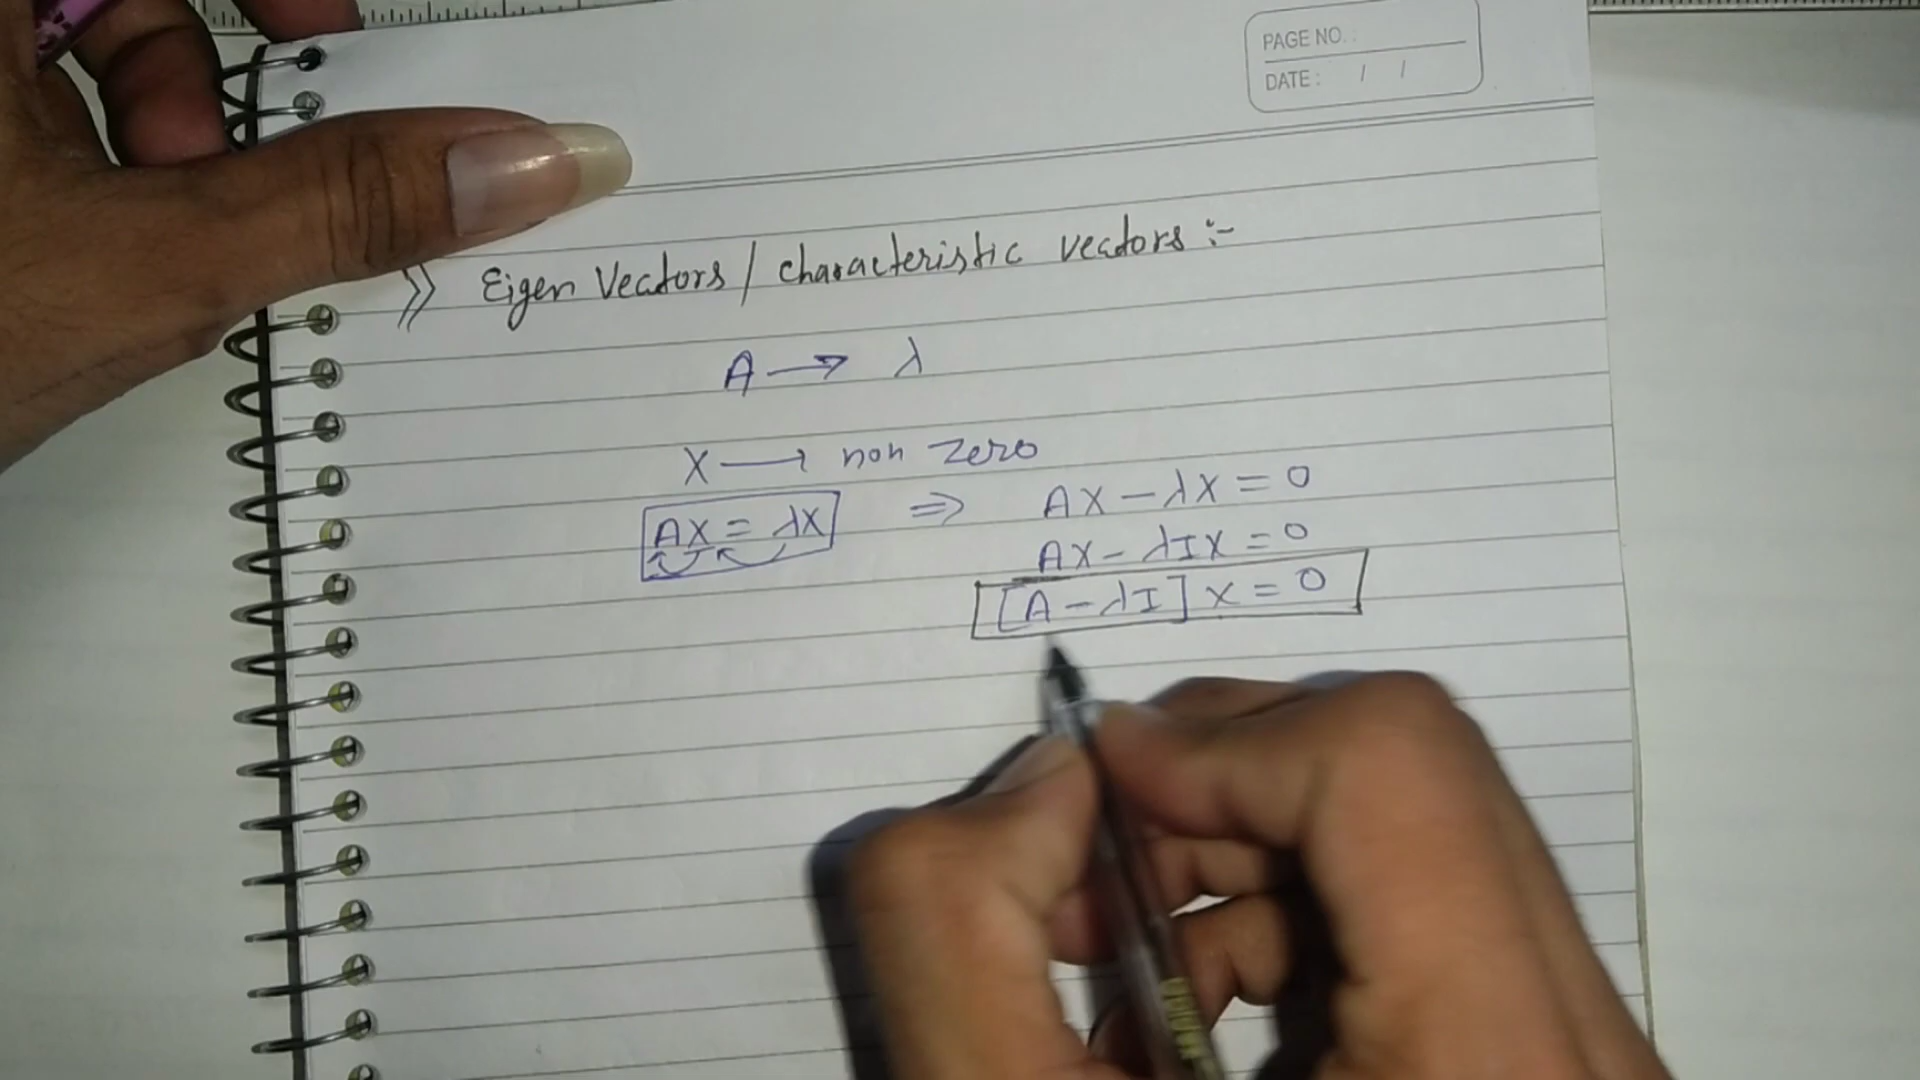 PAGE NO. :
DATE : / /
» Eigen Vectors / characteristic vectors :-
A → λ
X → non zero
AX = λX ⇒ AX - λX = 0
AX - λIX = 0
[A - λI] X = 0